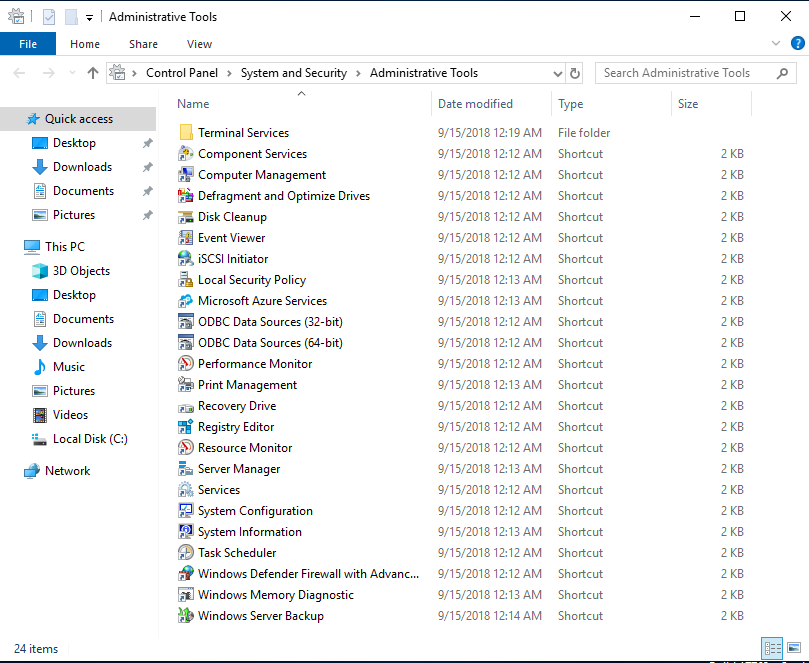 Administrative Tools
File Home Share View
Control Panel System and Security Administrative Tools Search Administrative Tools
Name Date modified Type Size
Quick access
Desktop
Downloads
Documents
Pictures
This PC
3D Objects
Desktop
Documents
Downloads
Music
Pictures
Videos
Local Disk (C:)
Network
Terminal Services 9/15/2018 12:19 AM File folder
Component Services 9/15/2018 12:12 AM Shortcut 2 KB
Computer Management 9/15/2018 12:12 AM Shortcut 2 KB
Defragment and Optimize Drives 9/15/2018 12:12 AM Shortcut 2 KB
Disk Cleanup 9/15/2018 12:12 AM Shortcut 2 KB
Event Viewer 9/15/2018 12:12 AM Shortcut 2 KB
iSCSI Initiator 9/15/2018 12:12 AM Shortcut 2 KB
Local Security Policy 9/15/2018 12:13 AM Shortcut 2 KB
Microsoft Azure Services 9/15/2018 12:13 AM Shortcut 2 KB
ODBC Data Sources (32-bit) 9/15/2018 12:12 AM Shortcut 2 KB
ODBC Data Sources (64-bit) 9/15/2018 12:12 AM Shortcut 2 KB
Performance Monitor 9/15/2018 12:12 AM Shortcut 2 KB
Print Management 9/15/2018 12:13 AM Shortcut 2 KB
Recovery Drive 9/15/2018 12:12 AM Shortcut 2 KB
Registry Editor 9/15/2018 12:12 AM Shortcut 2 KB
Resource Monitor 9/15/2018 12:12 AM Shortcut 2 KB
Server Manager 9/15/2018 12:13 AM Shortcut 2 KB
Services 9/15/2018 12:12 AM Shortcut 2 KB
System Configuration 9/15/2018 12:12 AM Shortcut 2 KB
System Information 9/15/2018 12:13 AM Shortcut 2 KB
Task Scheduler 9/15/2018 12:12 AM Shortcut 2 KB
Windows Defender Firewall with Advanc... 9/15/2018 12:12 AM Shortcut 2 KB
Windows Memory Diagnostic 9/15/2018 12:13 AM Shortcut 2 KB
Windows Server Backup 9/15/2018 12:14 AM Shortcut 2 KB
24 items